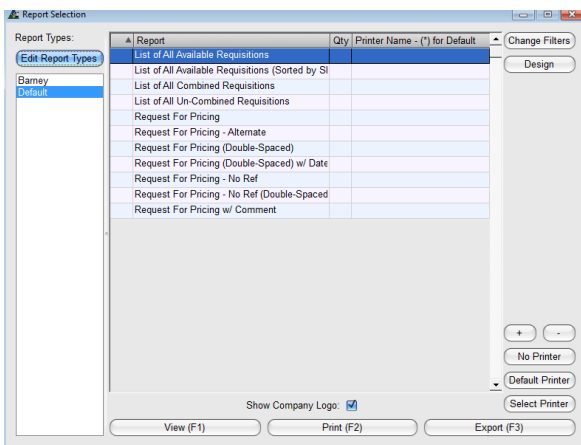 Report Selection
Report Types:
Edit Report Types
Barney
Default
Report Qty Printer Name - (*) for Default
List of All Available Requisitions
List of All Available Requisitions (Sorted by Sl
List of All Combined Requisitions
List of All Un-Combined Requisitions
Request For Pricing
Request For Pricing - Alternate
Request For Pricing (Double-Spaced)
Request For Pricing (Double-Spaced) w/ Date
Request For Pricing - No Ref
Request For Pricing - No Ref (Double-Spaced
Request For Pricing w/ Comment
Change Filters
Design
+ -
No Printer
Default Printer
Select Printer
Show Company Logo:
View (F1) Print (F2) Export (F3)